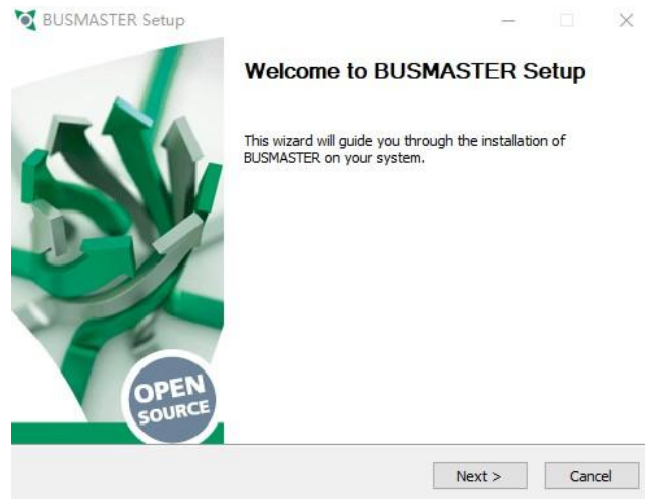 BUSMASTER Setup
Welcome to BUSMASTER Setup
This wizard will guide you through the installation of
BUSMASTER on your system.
OPEN
SOURCE
Next >
Cancel